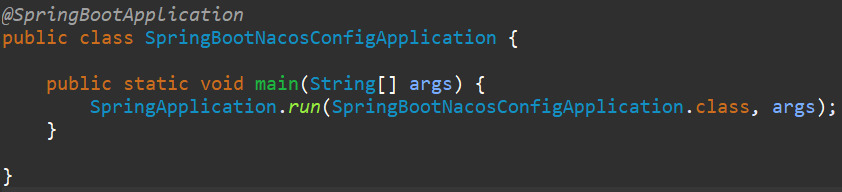 @SpringBootApplication
public class SpringBootNacosConfigApplication {
    public static void main(String[] args) {
        SpringApplication.run(SpringBootNacosConfigApplication.class, args);
    }
}